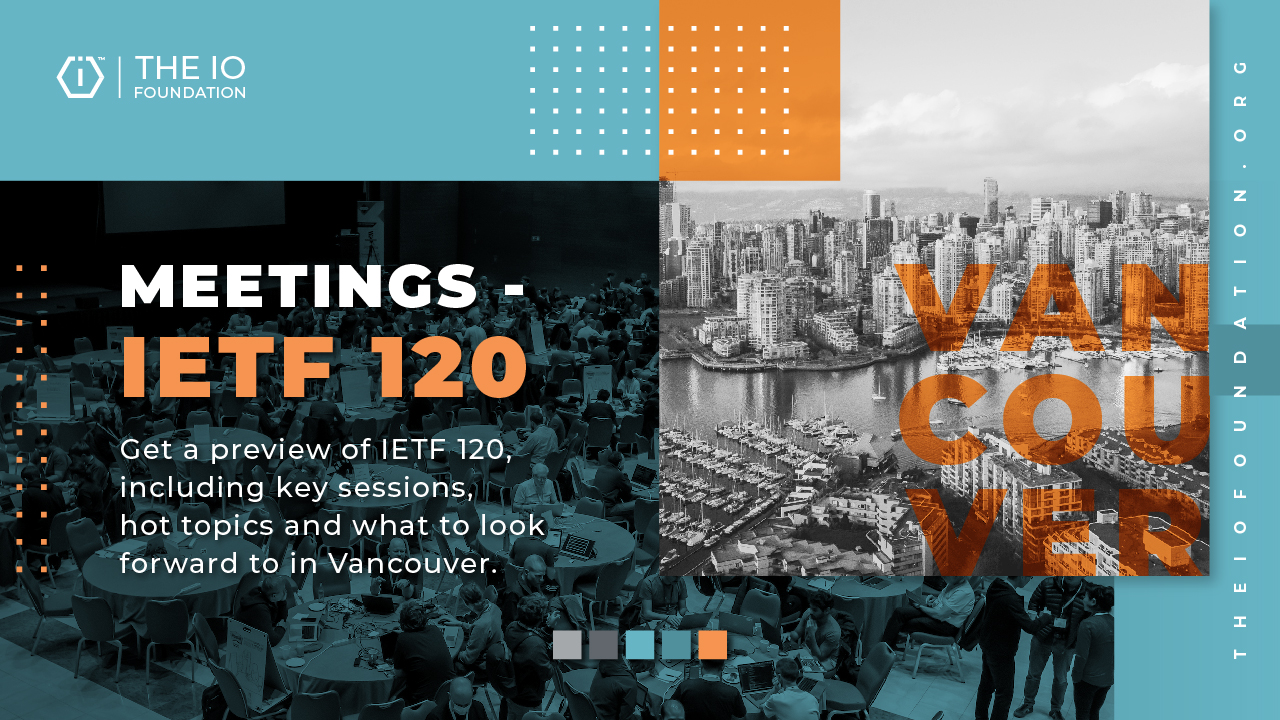 THE IO
FOUNDATION
MEETINGS -
IETF 120
Get a preview of IETF 120,
including key sessions,
hot topics and what to look
forward to in Vancouver.
VAN
COU
VER
THEIOFOUNDATION.ORG